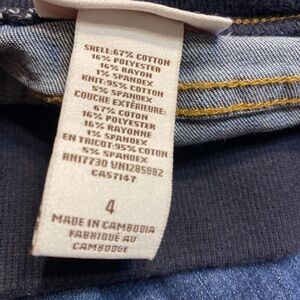 SHELL:67% COTTON
16% POLYESTER
16% RAYON
1% SPANDEX
KNIT:95% COTTON
5% SPANDEX
COUCHE EXTÉRIEURE:
67% COTON
16% POLYESTER
16% RAYONNE
1% SPANDEX
EN TRICOT:95% COTON
5% SPANDEX
RN17730 VN1285882
CA57147
4
MADE IN CAMBODIA
FABRIQUÉ AU
CAMBODGE